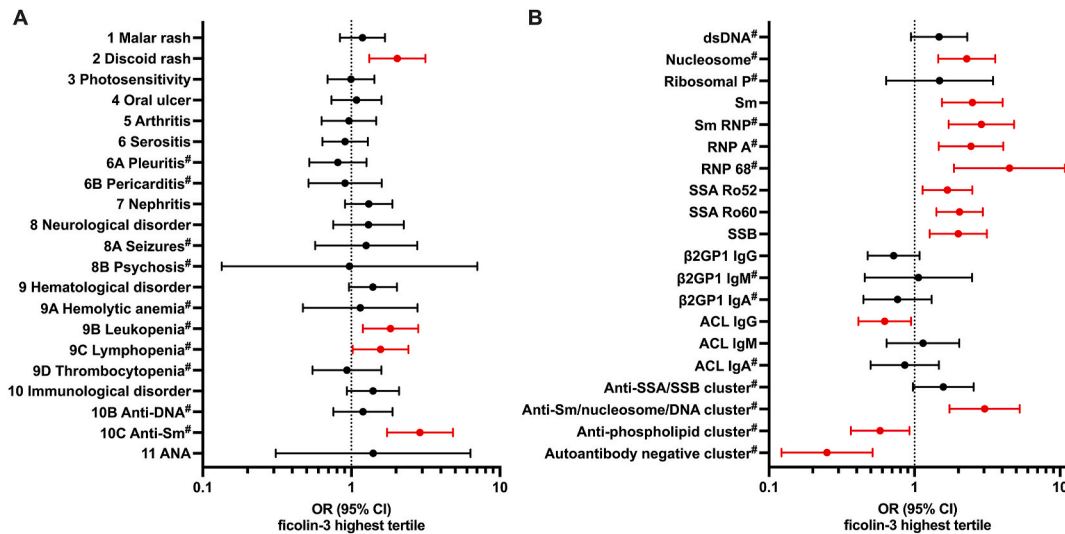 A
1 Malar rash
2 Discoid rash
3 Photosensitivity
4 Oral ulcer
5 Arthritis
6 Serositis
6A Pleuritis#
6B Pericarditis#
7 Nephritis
8 Neurological disorder
8A Seizures#
8B Psychosis#
9 Hematological disorder
9A Hemolytic anemia#
9B Leukopenia#
9C Lymphopenia#
9D Thrombocytopenia#
10 Immunological disorder
10B Anti-DNA#
10C Anti-Sm#
11 ANA
0.1 1 10
OR (95% CI)
ficolin-3 highest tertile
B
dsDNA#
Nucleosome#
Ribosomal P#
Sm
Sm RNP#
RNP A#
RNP 68#
SSA Ro52
SSA Ro60
SSB
β2GP1 IgG
β2GP1 IgM#
β2GP1 IgA#
ACL IgG
ACL IgM
ACL IgA#
Anti-SSA/SSB cluster#
Anti-Sm/nucleosome/DNA cluster#
Anti-phospholipid cluster#
Autoantibody negative cluster#
0.1 1 10
OR (95% CI)
ficolin-3 highest tertile